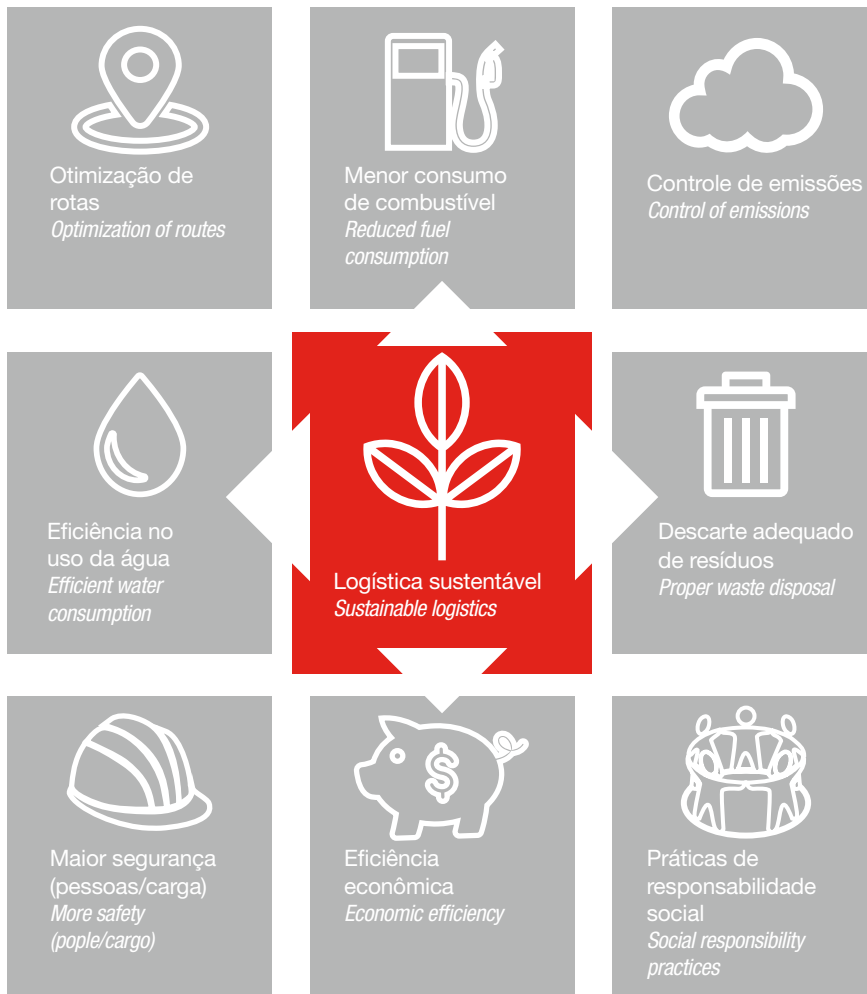 Otimização de
rotas
Optimization of routes
Menor consumo
de combustível
Reduced fuel
consumption
Controle de emissões
Control of emissions
Eficiência no
uso da água
Efficient water
consumption
Logística sustentável
Sustainable logistics
Descarte adequado
de resíduos
Proper waste disposal
Maior segurança
(pessoas/carga)
More safety
(pople/cargo)
$
Eficiência
econômica
Economic efficiency
Práticas de
responsabilidade
social
Social responsibility
practices